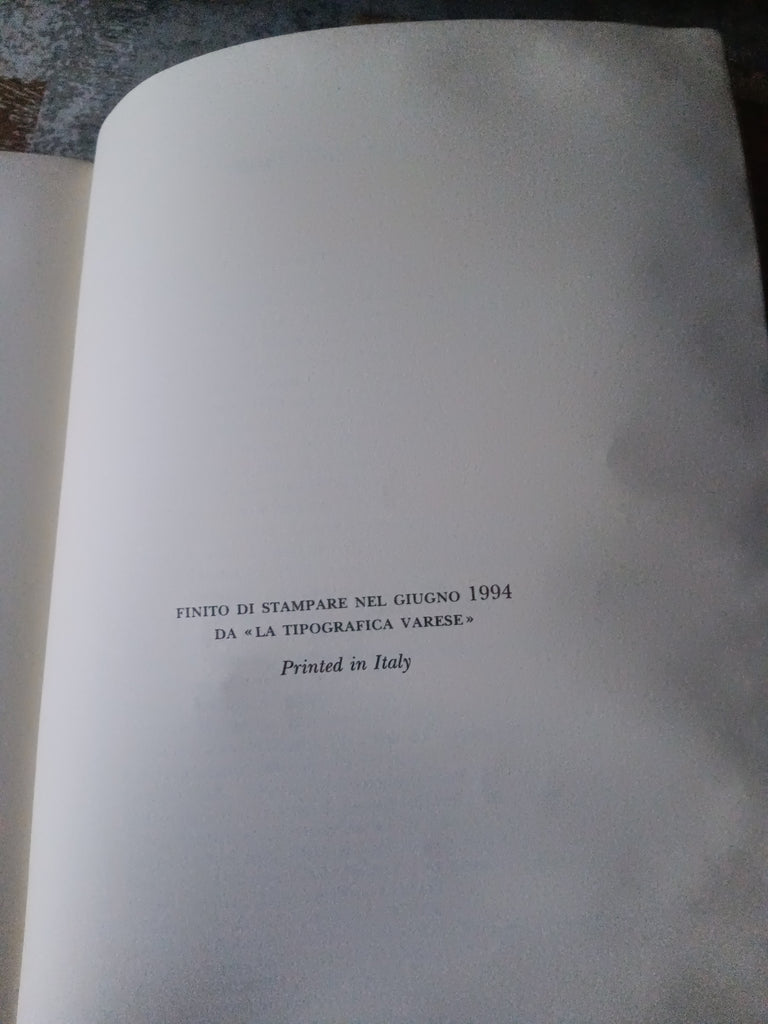 FINITO DI STAMPARE NEL GIUGNO 1994
DA «LA TIPOGRAFICA VARESE»
Printed in Italy